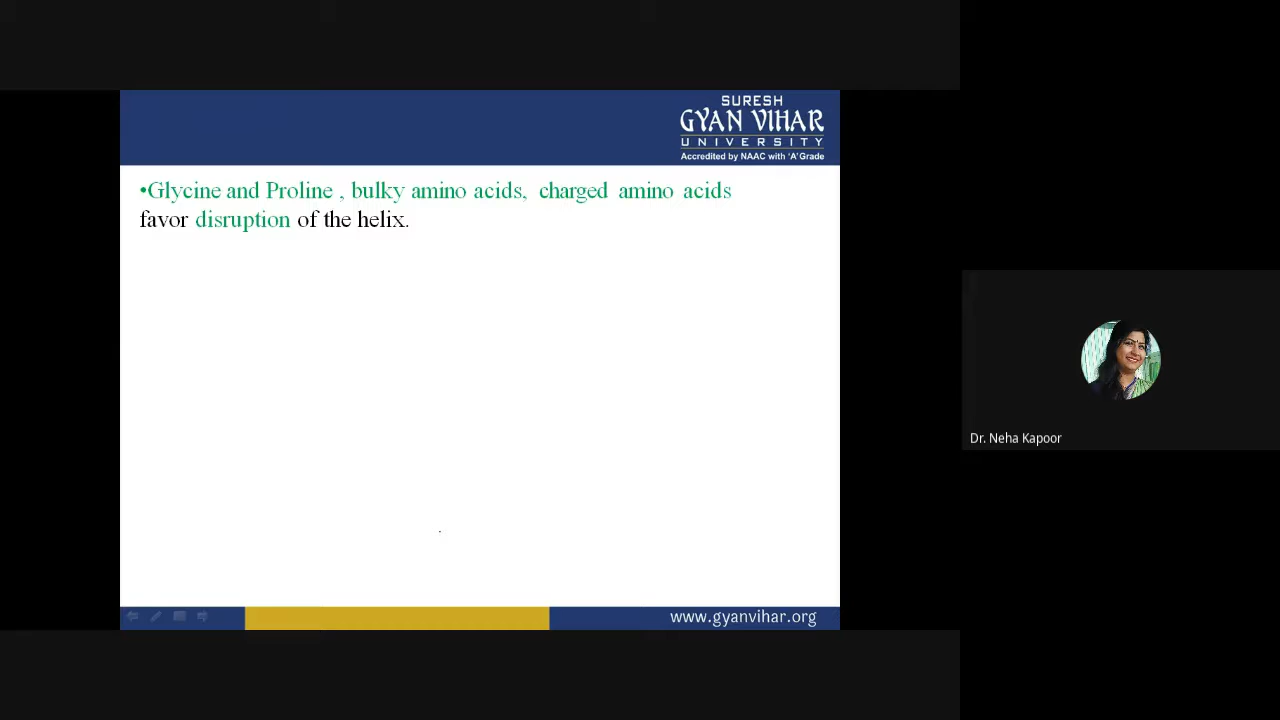 SURESH
GYAN VIHAR
UNIVERSITY
Accredited by NAAC with 'A' Grade
•Glycine and Proline , bulky amino acids, charged amino acids
favor disruption of the helix.
Dr. Neha Kapoor
www.gyanvihar.org